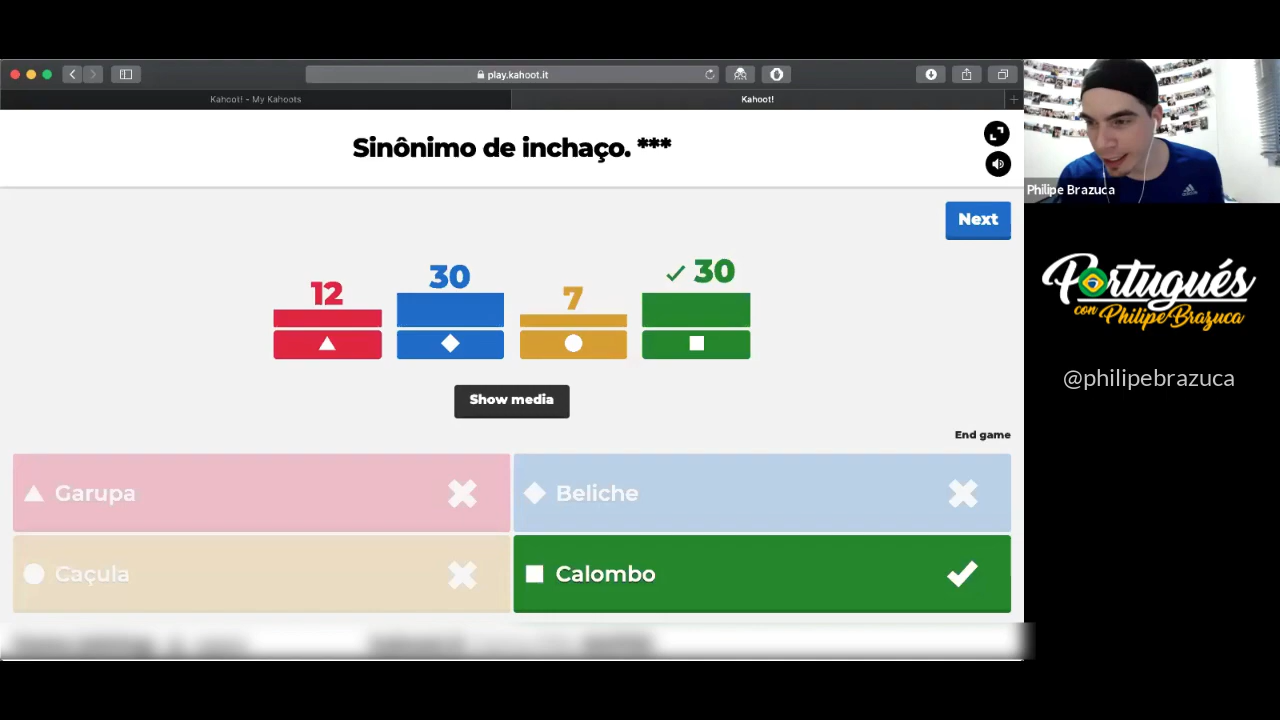 play.kahoot.it
Kahoot! - My Kahoots
Kahoot!
Sinônimo de inchaço. ***
Philipe Brazuca
Next
12
30
7
30
Show media
Portugués
con Philipe Brazuca
@philipebrazuca
End game
Garupa
Beliche
Caçula
Calombo